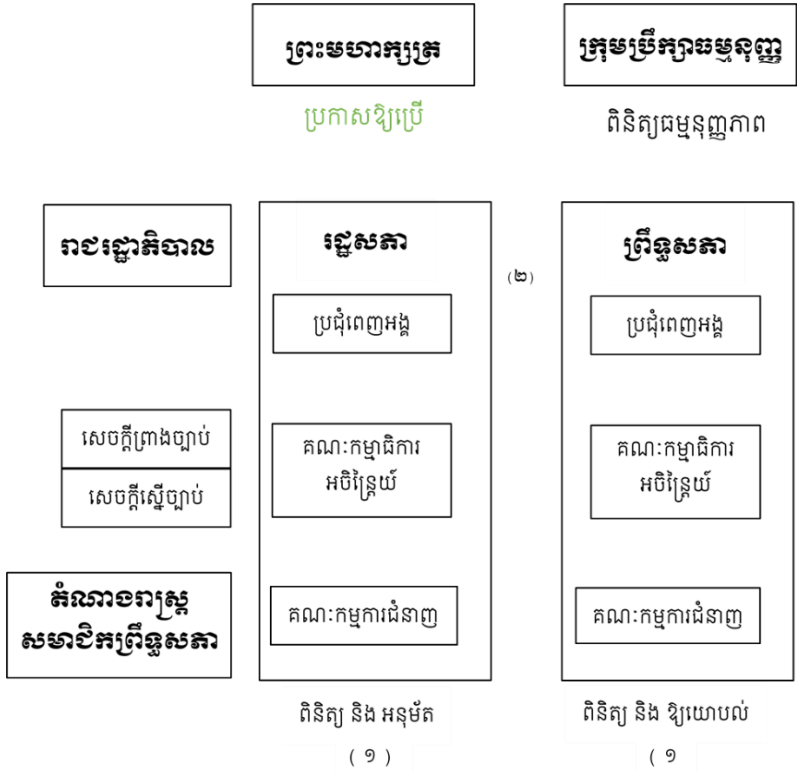 ព្រះមហាក្សត្រ
ក្រុមប្រឹក្សាធម្មនុញ្ញ
ប្រកាសឱ្យប្រើ
ពិនិត្យធម្មនុញ្ញភាព
រាជរដ្ឋាភិបាល
រដ្ឋសភា
(២)
ព្រឹទ្ធសភា
ប្រជុំពេញអង្គ
ប្រជុំពេញអង្គ
សេចក្តីព្រាងច្បាប់
សេចក្តីស្នើច្បាប់
គណៈកម្មាធិការ
អចិន្ត្រៃយ៍
គណៈកម្មាធិការ
អចិន្ត្រៃយ៍
តំណាងរាស្ត្រ
សមាជិកព្រឹទ្ធសភា
គណៈកម្មការជំនាញ
គណៈកម្មការជំនាញ
ពិនិត្យ និង អនុម័ត
ពិនិត្យ និង ឱ្យយោបល់
( ១ )
( ១